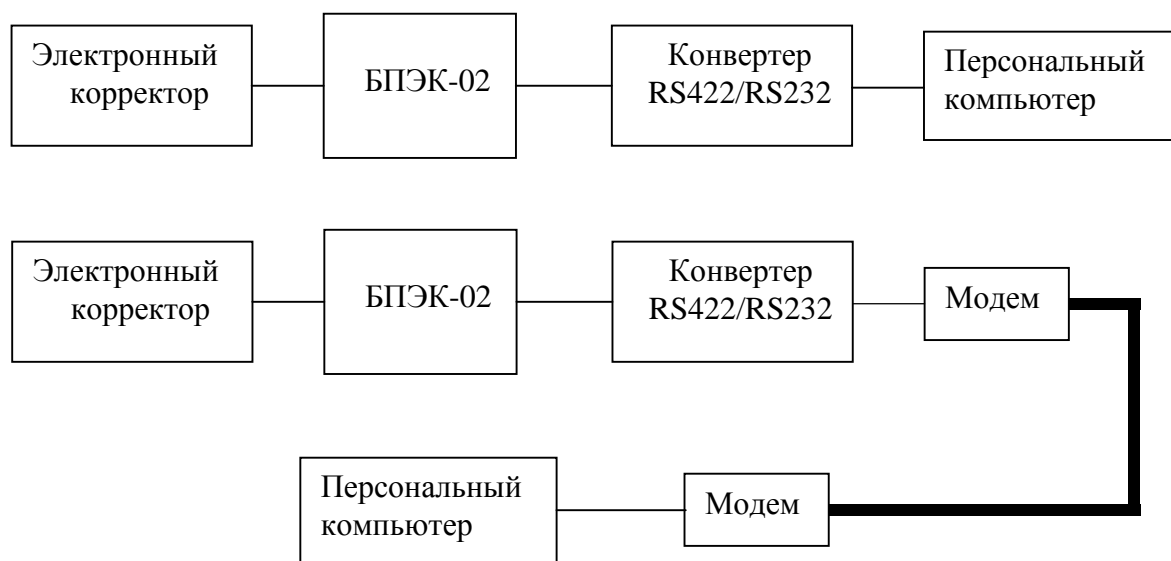 Электронный
корректор
БПЭК-02
Конвертер
RS422/RS232
Персональный
компьютер
Электронный
корректор
БПЭК-02
Конвертер
RS422/RS232
Модем
Персональный
компьютер
Модем